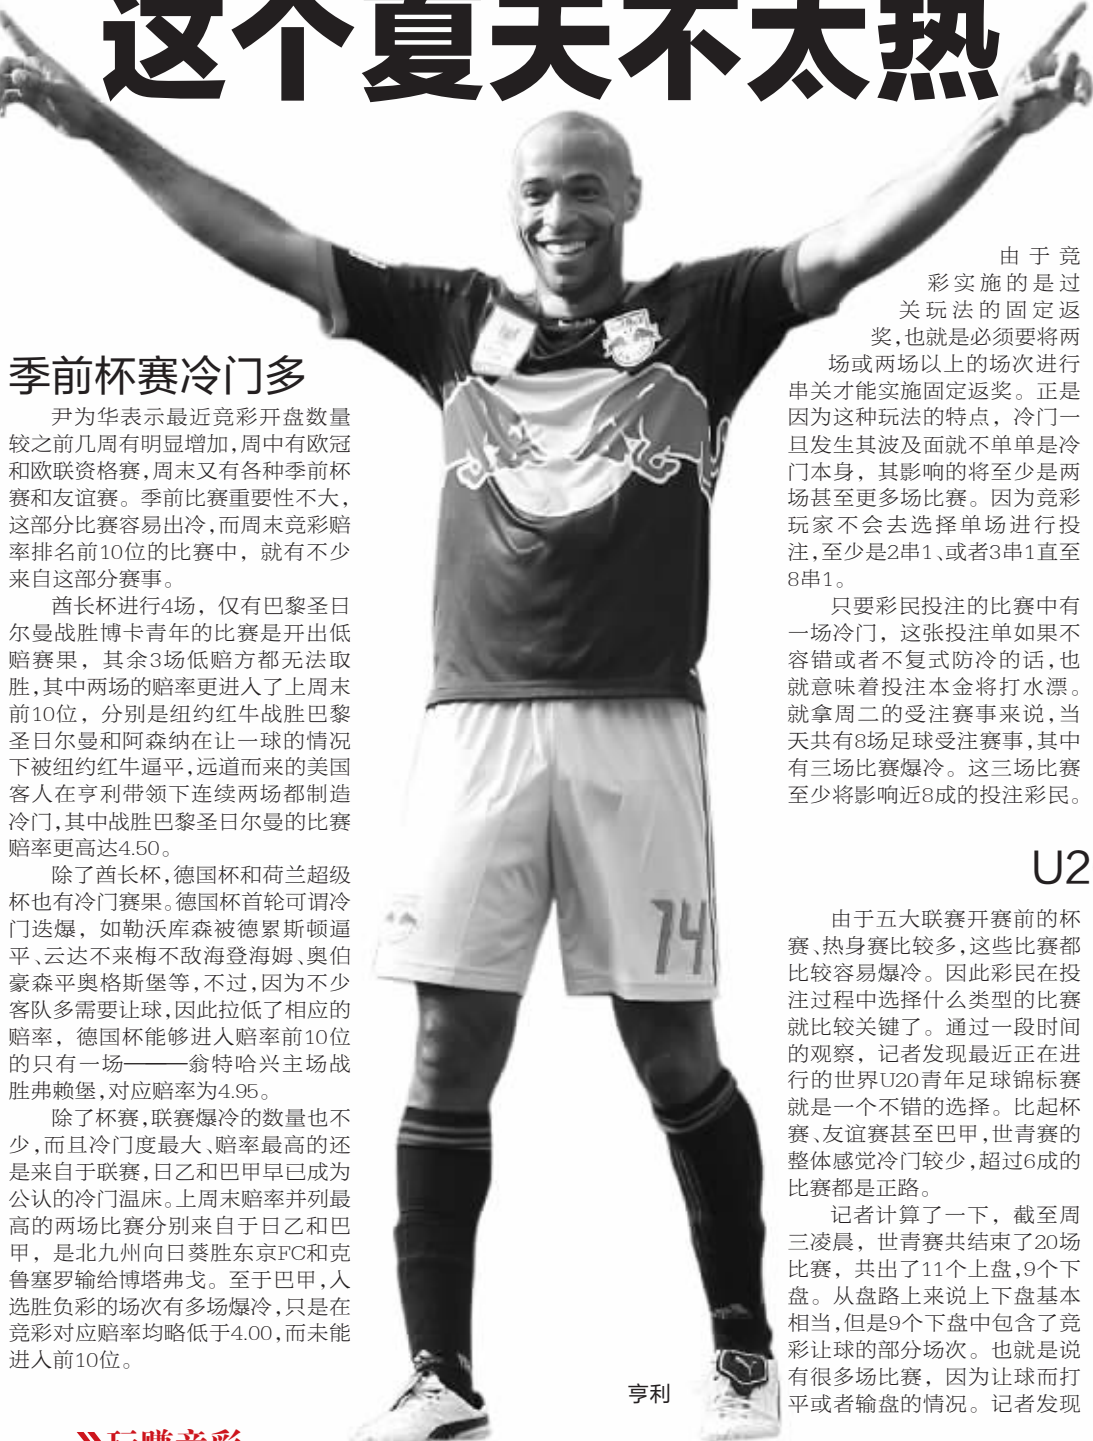 这个夏天不太热
季前杯赛冷门多
尹为华表示最近竞彩开盘数量
较之前几周有明显增加,周中有欧冠
和欧联资格赛,周末又有各种季前杯
赛和友谊赛。季前比赛重要性不大,
这部分比赛容易出冷,而周末竞彩赔
率排名前10位的比赛中，就有不少
来自这部分赛事。
酋长杯进行4场，仅有巴黎圣日
尔曼战胜博卡青年的比赛是开出低
赔赛果，其余3场低赔方都无法取
胜,其中两场的赔率更进入了上周末
前10位，分别是纽约红牛战胜巴黎
圣日尔曼和阿森纳在让一球的情况
下被纽约红牛逼平,远道而来的美国
客人在亨利带领下连续两场都制造
冷门,其中战胜巴黎圣日尔曼的比赛
赔率更高达4.50。
除了酋长杯,德国杯和荷兰超级
杯也有冷门赛果。德国杯首轮可谓冷
门迭爆，如勒沃库森被德累斯顿逼
平、云达不来梅不敌海登海姆、奥伯
豪森平奥格斯堡等,不过,因为不少
客队多需要让球,因此拉低了相应的
赔率，德国杯能够进入赔率前10位
的只有一场———翁特哈兴主场战
胜弗赖堡,对应赔率为4.95。
除了杯赛,联赛爆冷的数量也不
少,而且冷门度最大、赔率最高的还
是来自于联赛,日乙和巴甲早已成为
公认的冷门温床。上周末赔率并列最
高的两场比赛分别来自于日乙和巴
甲，是北九州向日葵胜东京FC和克
鲁塞罗输给博塔弗戈。至于巴甲,入
选胜负彩的场次有多场爆冷,只是在
竞彩对应赔率均略低于4.00,而未能
进入前10位。
玩赚竞彩
14
亨利
由于竞
彩实施的是过
关玩法的固定返
奖,也就是必须要将两
场或两场以上的场次进行
串关才能实施固定返奖。正是
因为这种玩法的特点，冷门一
旦发生其波及面就不单单是冷
门本身，其影响的将至少是两
场甚至更多场比赛。因为竞彩
玩家不会去选择单场进行投
注,至少是2串1、或者3串1直至
8串1。
只要彩民投注的比赛中有
一场冷门，这张投注单如果不
容错或者不复式防冷的话,也
就意味着投注本金将打水漂。
就拿周二的受注赛事来说,当
天共有8场足球受注赛事,其中
有三场比赛爆冷。这三场比赛
至少将影响近8成的投注彩民。
U2
由于五大联赛开赛前的杯
赛、热身赛比较多,这些比赛都
比较容易爆冷。因此彩民在投
注过程中选择什么类型的比赛
就比较关键了。通过一段时间
的观察，记者发现最近正在进
行的世界U20青年足球锦标赛
就是一个不错的选择。比起杯
赛、友谊赛甚至巴甲,世青赛的
整体感觉冷门较少,超过6成的
比赛都是正路。
记者计算了一下，截至周
三凌晨，世青赛共结束了20场
比赛，共出了11个上盘,9个下
盘。从盘路上来说上下盘基本
相当,但是9个下盘中包含了竞
彩让球的部分场次。也就是说
有很多场比赛，因为让球而打
平或者输盘的情况。记者发现